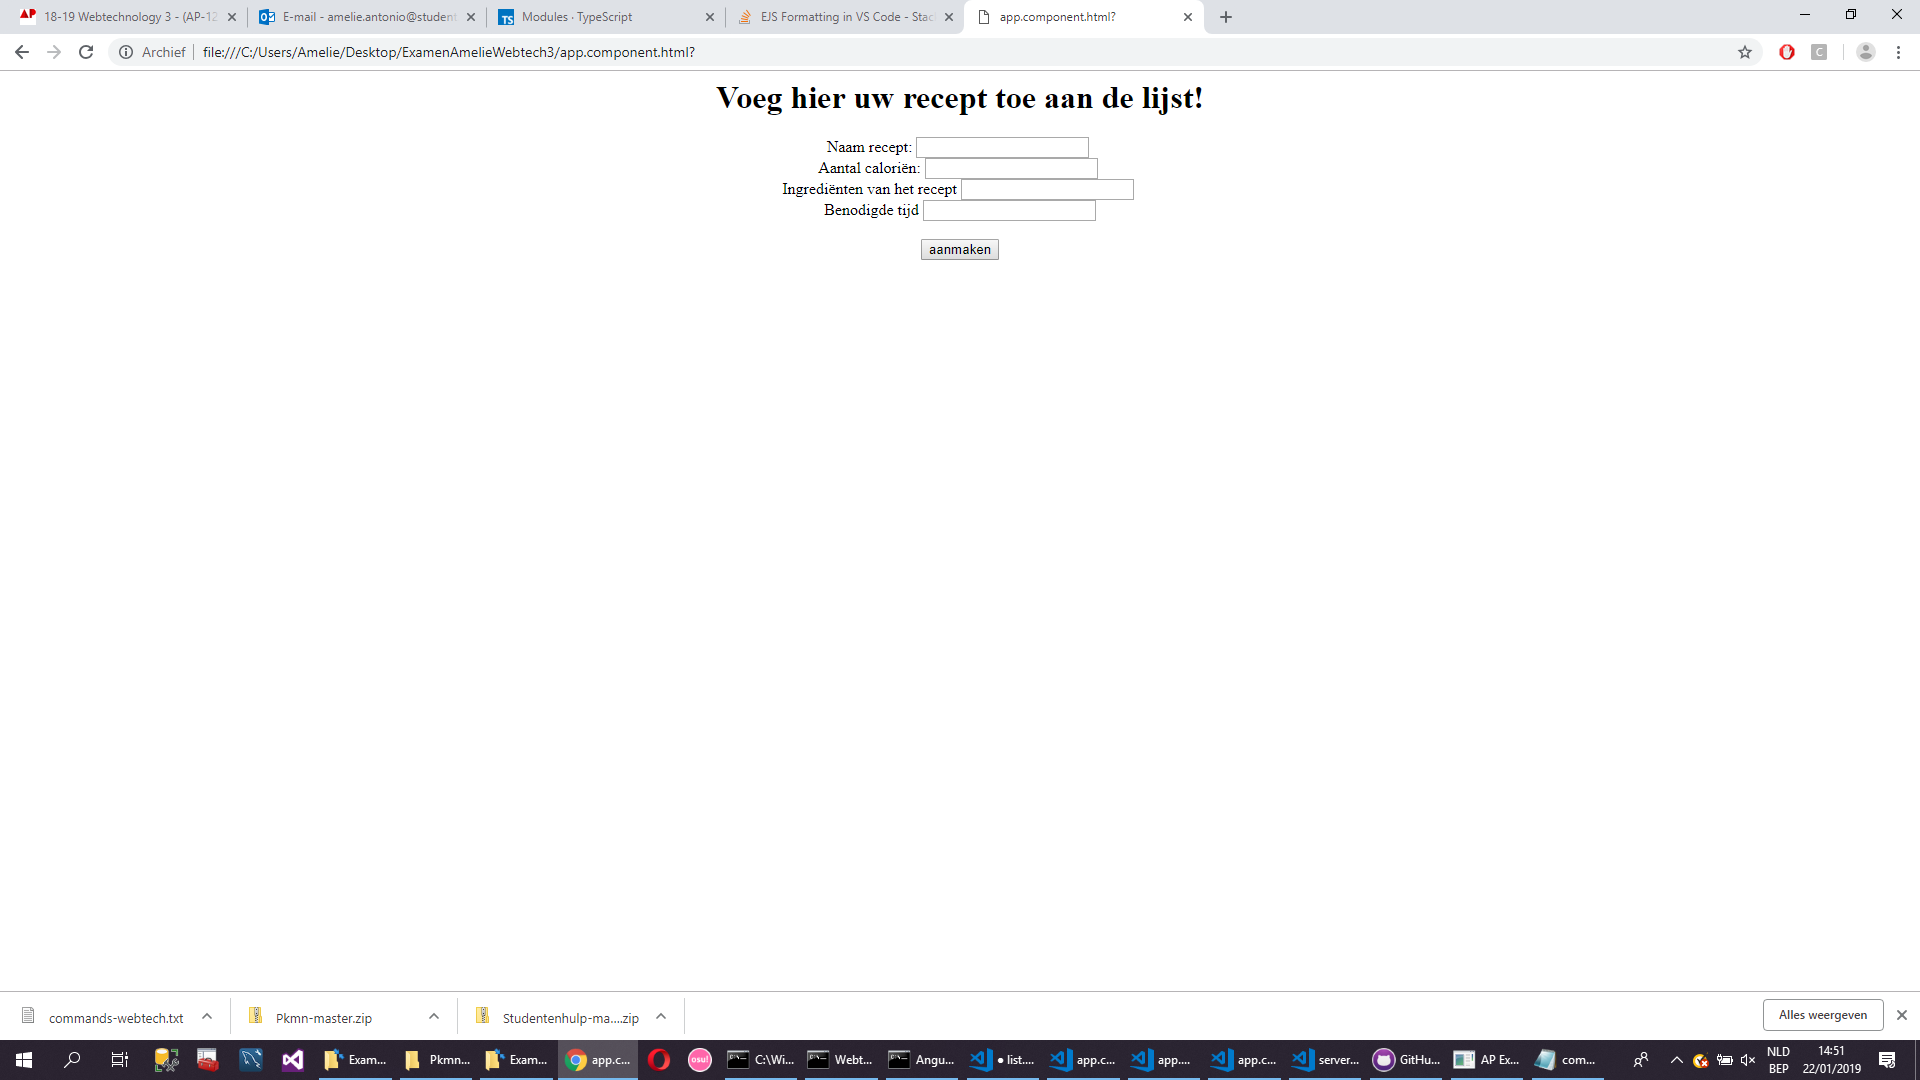 18-19 Webtechnology 3 - (AP-12
E-mail - amelie.antonio@student
Modules · TypeScript
EJS Formatting in VS Code - Stac
app.component.html?
Archief
file:///C:/Users/Amelie/Desktop/ExamenAmelieWebtech3/app.component.html?
Voeg hier uw recept toe aan de lijst!
Naam recept:
Aantal caloriën:
Ingrediënten van het recept
Benodigde tijd
aanmaken
commands-webtech.txt
Pkmn-master.zip
Studentenhulp-ma....zip
Alles weergeven
Exam...
Pkmn...
Exam...
app.c...
osu!
C:\Wi...
Webt...
Angu...
● list....
app.c...
app....
app.c...
server...
GitHu...
AP Ex...
com...
NLD
BEP
14:51
22/01/2019